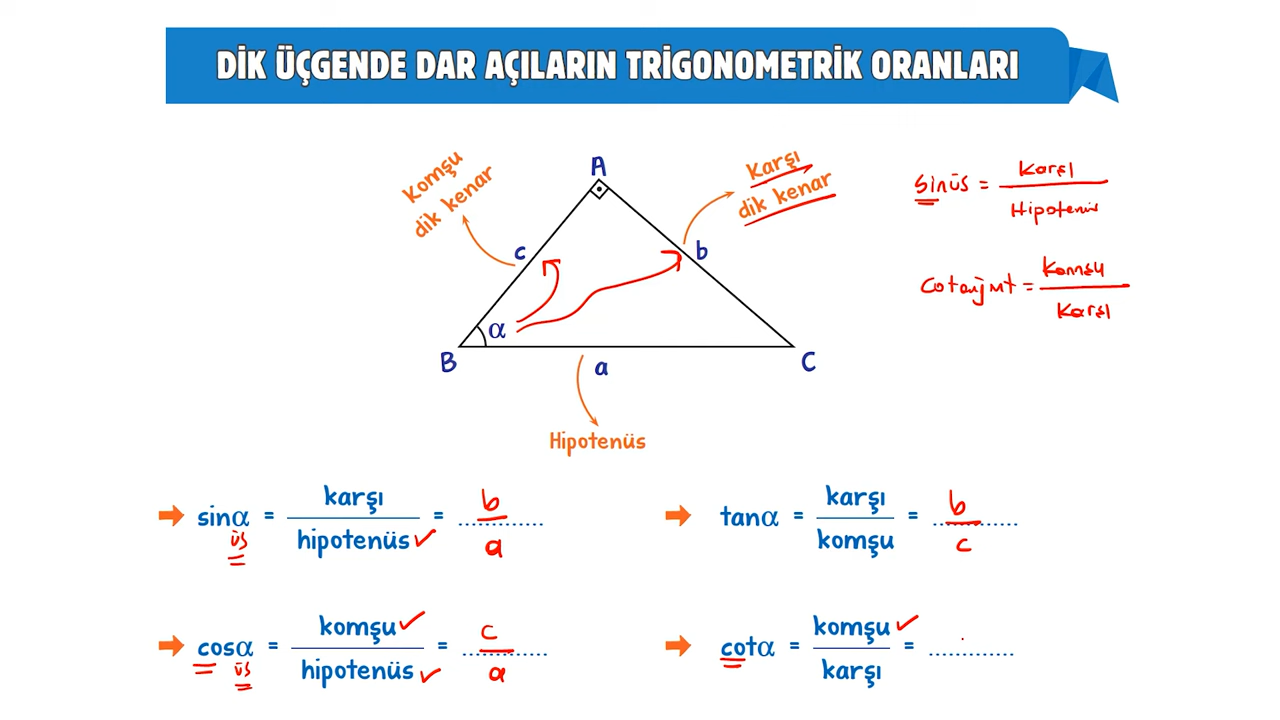 DİK ÜÇGENDE DAR AÇILARIN TRİGONOMETRİK ORANLARI
Komşu
dik kenar
A
Karşı
dik kenar
c
b
α
B
a
C
Hipotenüs
Sinüs = Karşı / Hipotenüs
Cotanjant = Komşu / Karşı
sinα = karşı / hipotenüs = b / a
üs
tanα = karşı / komşu = b / c
cosα = komşu / hipotenüs = c / a
üs
cotα = komşu / karşı = ............